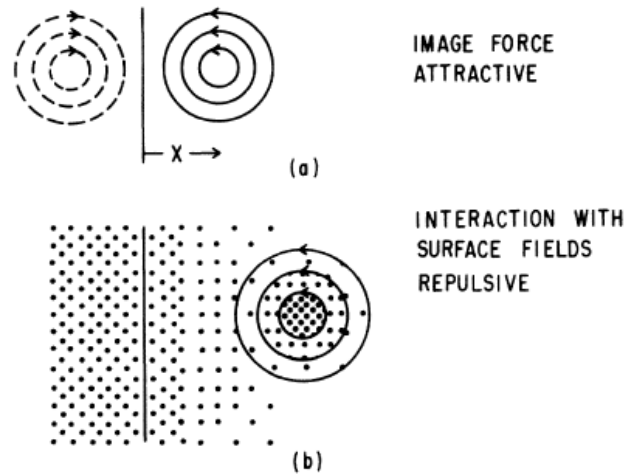 IMAGE FORCE
ATTRACTIVE
X
(a)
INTERACTION WITH
SURFACE FIELDS
REPULSIVE
(b)